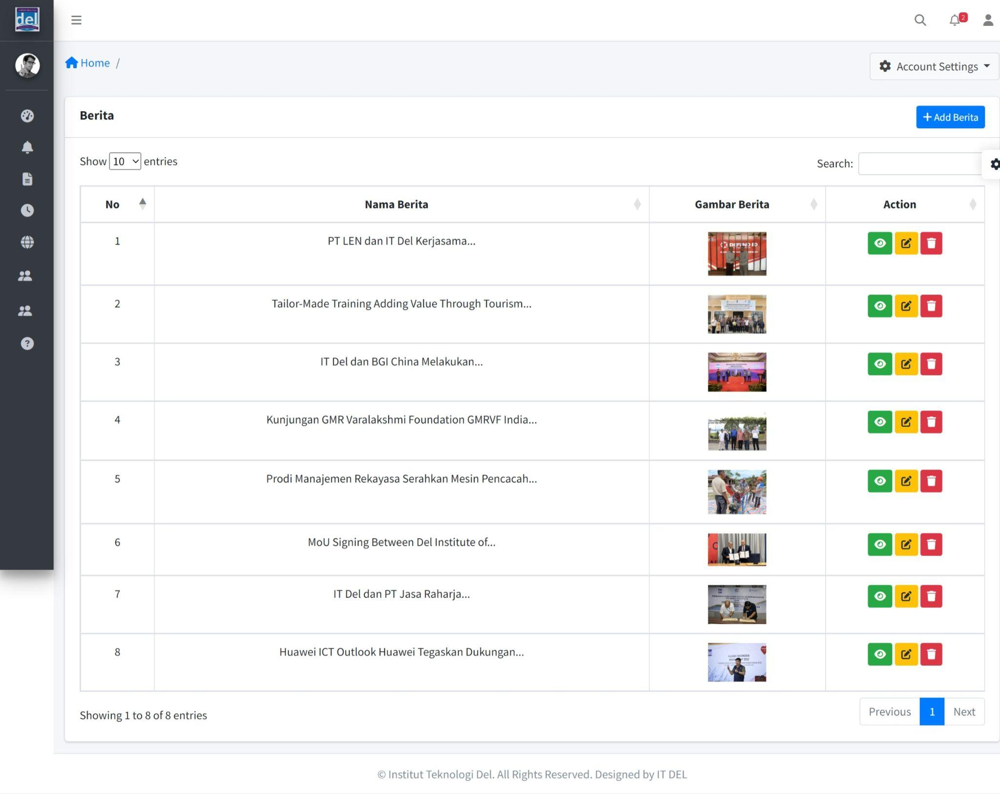 del
2
Home /
Account Settings
Berita
Add Berita
Show 10 entries
Search:
No Nama Berita Gambar Berita Action
1 PT LEN dan IT Del Kerjasama...
DEFEND ID
2 Tailor-Made Training Adding Value Through Tourism...
3 IT Del dan BGI China Melakukan...
4 Kunjungan GMR Varalakshmi Foundation GMRVF India...
5 Prodi Manajemen Rekayasa Serahkan Mesin Pencacah...
6 MoU Signing Between Del Institute of...
7 IT Del dan PT Jasa Raharja...
8 Huawei ICT Outlook Huawei Tegaskan Dukungan...
HUAWEI INDONESIA
Showing 1 to 8 of 8 entries
Previous 1 Next
© Institut Teknologi Del. All Rights Reserved. Designed by IT DEL